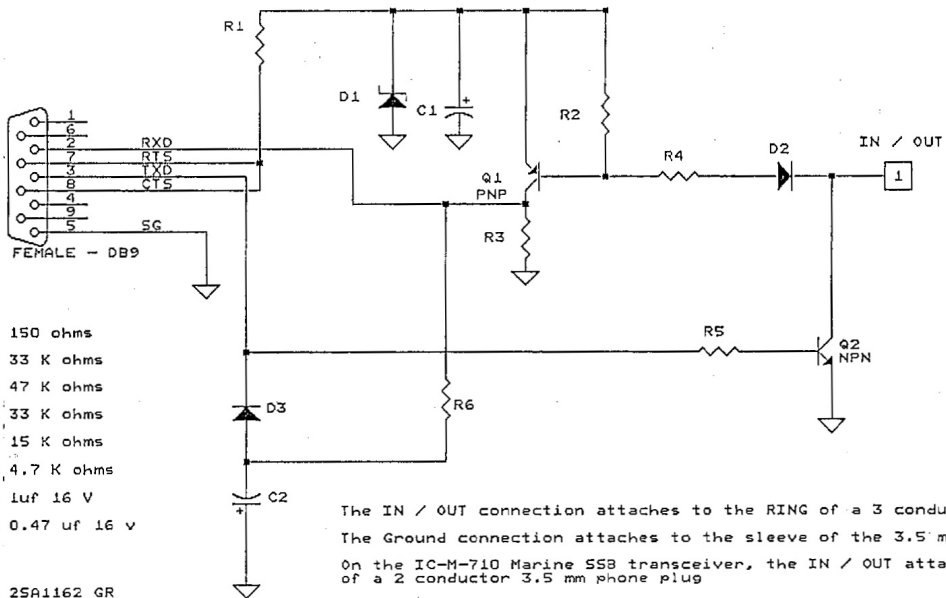 R1
D1
C1
+
R2
1
6
2 RXD
7 RTS
3 TXD
8 CTS
4
9
5 SG
FEMALE - DB9
Q1
PNP
R3
R4
D2
IN / OUT
1
R5
Q2
NPN
R6
D3
C2
+
150 ohms
33 K ohms
47 K ohms
33 K ohms
15 K ohms
4.7 K ohms
1uf 16 V
0.47 uf 16 v
2SA1162 GR
The IN / OUT connection attaches to the RING of a 3 condu
The Ground connection attaches to the sleeve of the 3.5 m
On the IC-M-710 Marine SSB transceiver, the IN / OUT atta
of a 2 conductor 3.5 mm phone plug